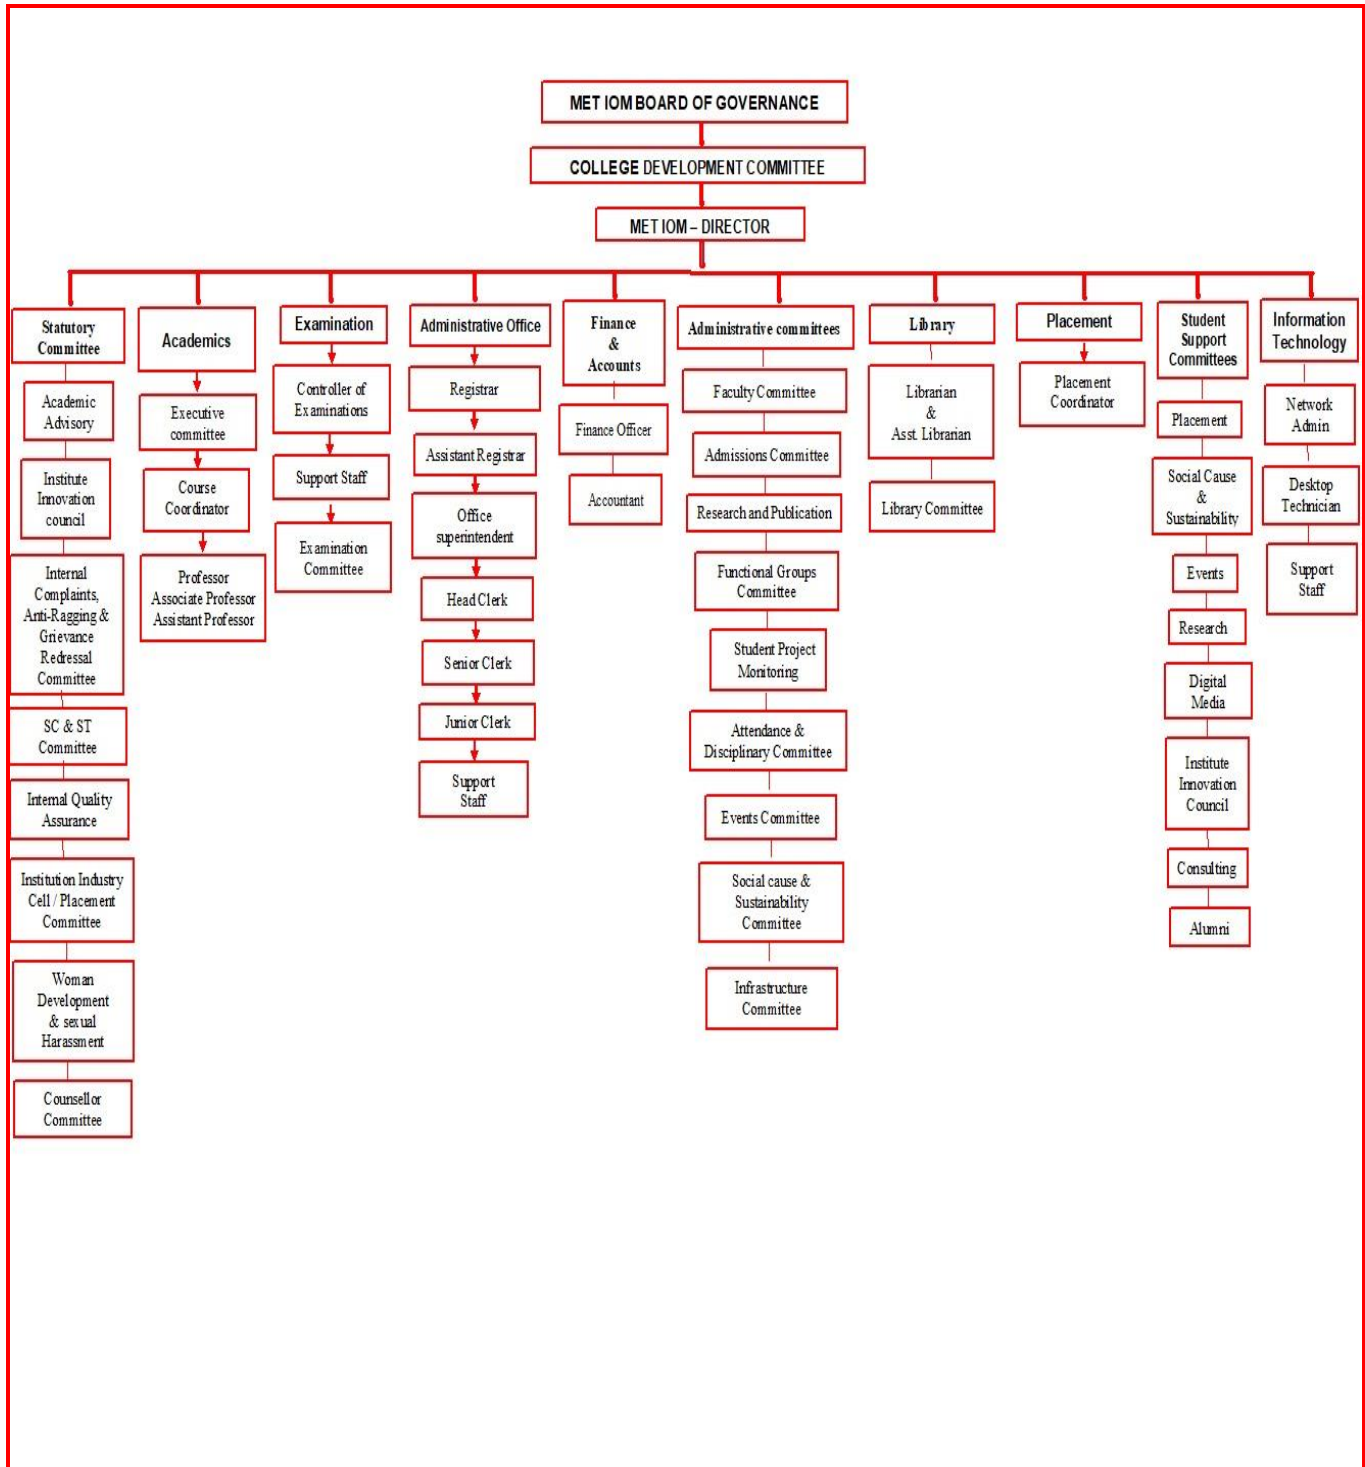 MET IOM BOARD OF GOVERNANCE
COLLEGE DEVELOPMENT COMMITTEE
MET IOM – DIRECTOR
Statutory
Committee
Academic
Advisory
Institute
Innovation
council
Internal
Complaints,
Anti-Ragging &
Grievance
Redressal
Committee
SC & ST
Committee
Internal Quality
Assurance
Institution Industry
Cell / Placement
Committee
Woman
Development
& sexual
Harassment
Counsellor
Committee
Academics
Executive
committee
Course
Coordinator
Professor
Associate Professor
Assistant Professor
Examination
Controller of
Examinations
Support Staff
Examination
Committee
Administrative Office
Registrar
Assistant Registrar
Office
superintendent
Head Clerk
Senior Clerk
Junior Clerk
Support
Staff
Finance
&
Accounts
Finance Officer
Accountant
Administrative committees
Faculty Committee
Admissions Committee
Research and Publication
Functional Groups
Committee
Student Project
Monitoring
Attendance &
Disciplinary Committee
Events Committee
Social cause &
Sustainability
Committee
Infrastructure
Committee
Library
Librarian
&
Asst. Librarian
Library Committee
Placement
Placement
Coordinator
Student
Support
Committees
Placement
Social Cause
&
Sustainability
Events
Research
Digital
Media
Institute
Innovation
Council
Consulting
Alumni
Information
Technology
Network
Admin
Desktop
Technician
Support
Staff